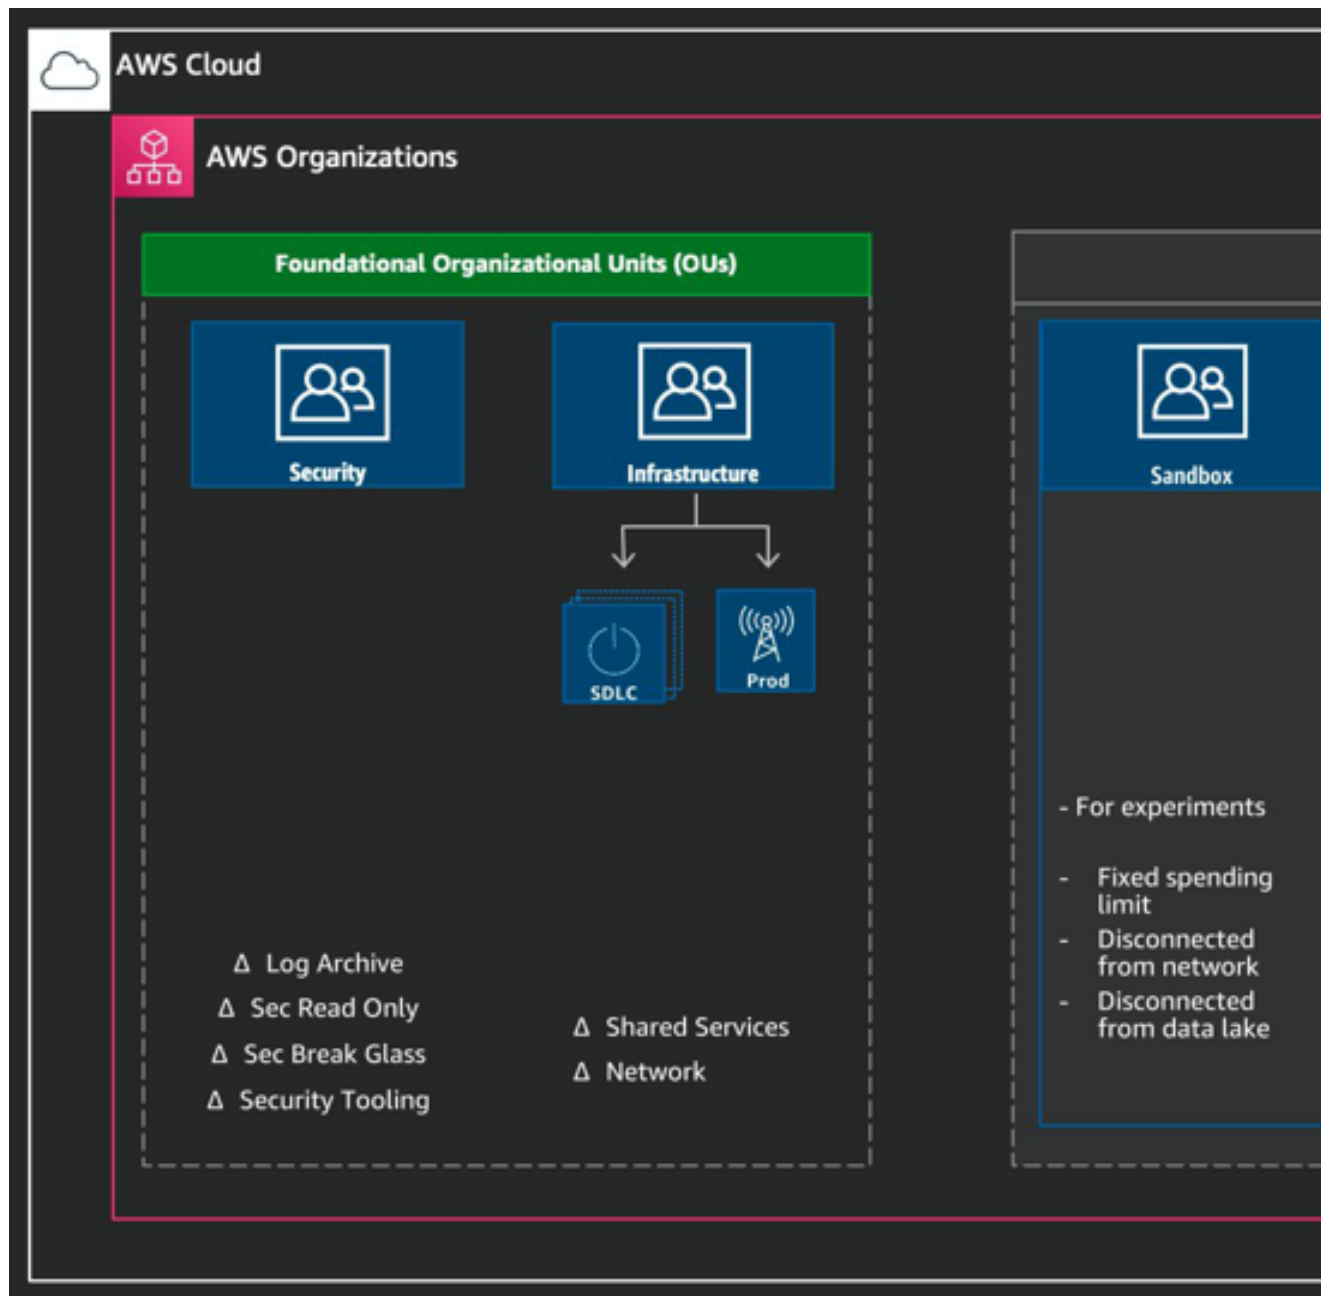 AWS Cloud
AWS Organizations
Foundational Organizational Units (OUs)
Security
Infrastructure
SDLC
Prod
Δ Log Archive
Δ Sec Read Only
Δ Sec Break Glass
Δ Security Tooling
Δ Shared Services
Δ Network
Sandbox
- For experiments
- Fixed spending
limit
- Disconnected
from network
- Disconnected
from data lake